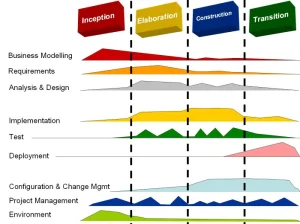 Inception Elaboration Construction Transition
Business Modelling
Requirements
Analysis & Design
Implementation
Test
Deployment
Configuration & Change Mgmt
Project Management
Environment